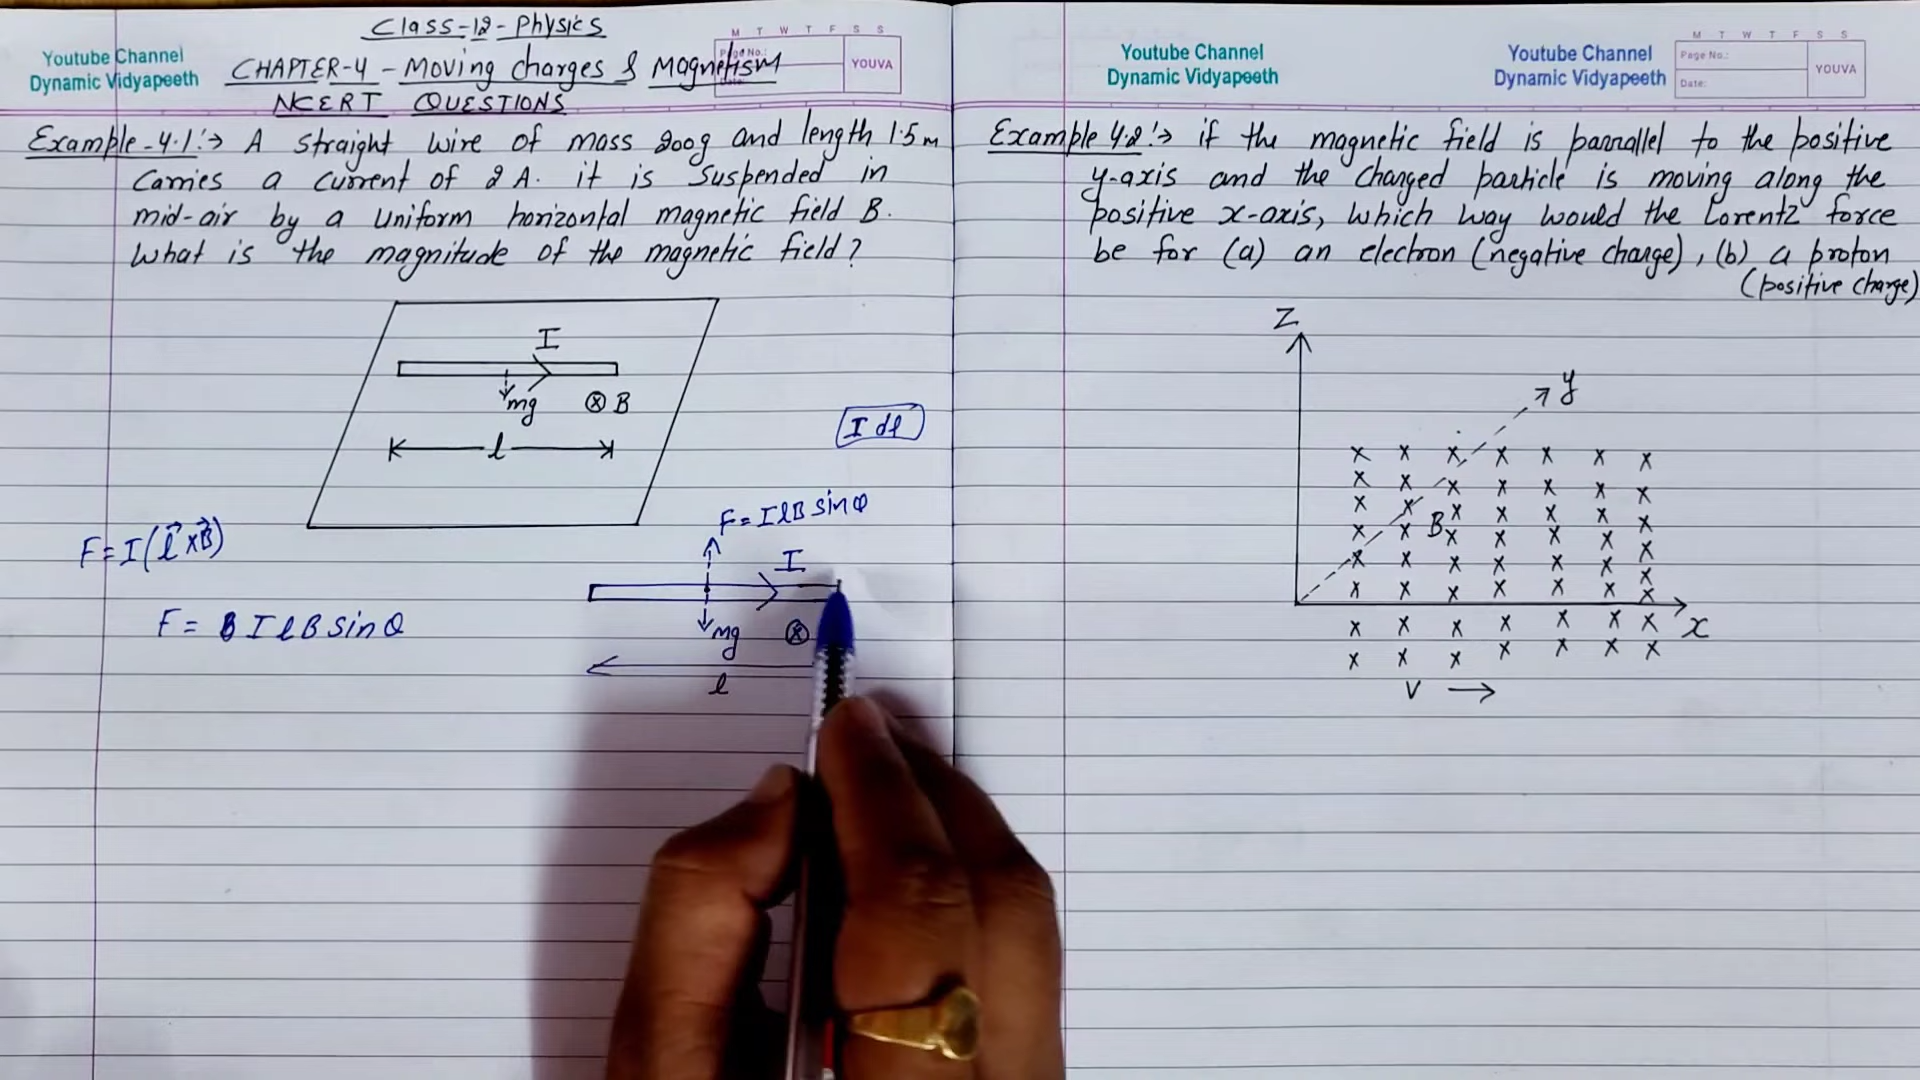 Class-12-Physics
CHAPTER-4 - Moving Charges & Magnetism
NCERT QUESTIONS
Youtube Channel
Dynamic Vidyapeeth
M T W T F S S
Page No.:
YOUVA
Example-4.1:→ A straight wire of mass 200g and length 1.5m
Carries a current of 2 A. it is suspended in
mid-air by a uniform horizontal magnetic field B.
What is the magnitude of the magnetic field?
I
mg
⊗ B
l
I dl
F=I(l⃗×B⃗)
F = IlB sinθ
F=IlB sinθ
I
mg
⊗
l
Youtube Channel
Dynamic Vidyapeeth
Youtube Channel
Dynamic Vidyapeeth
M T W T F S S
Page No.:
Date:
YOUVA
Example 4.2:→ if the magnetic field is parrallel to the positive
y-axis and the charged particle is moving along the
positive x-axis, which way would the Lorentz force
be for (a) an electron (negative charge), (b) a proton
(positive charge)
Z
y
x x x x x x x
x x x x x x x
x x x x x x x
x x B x x x x x
x x x x x x x
x x x x x x x
X
x x x x x x x
x x x x x x x
V →